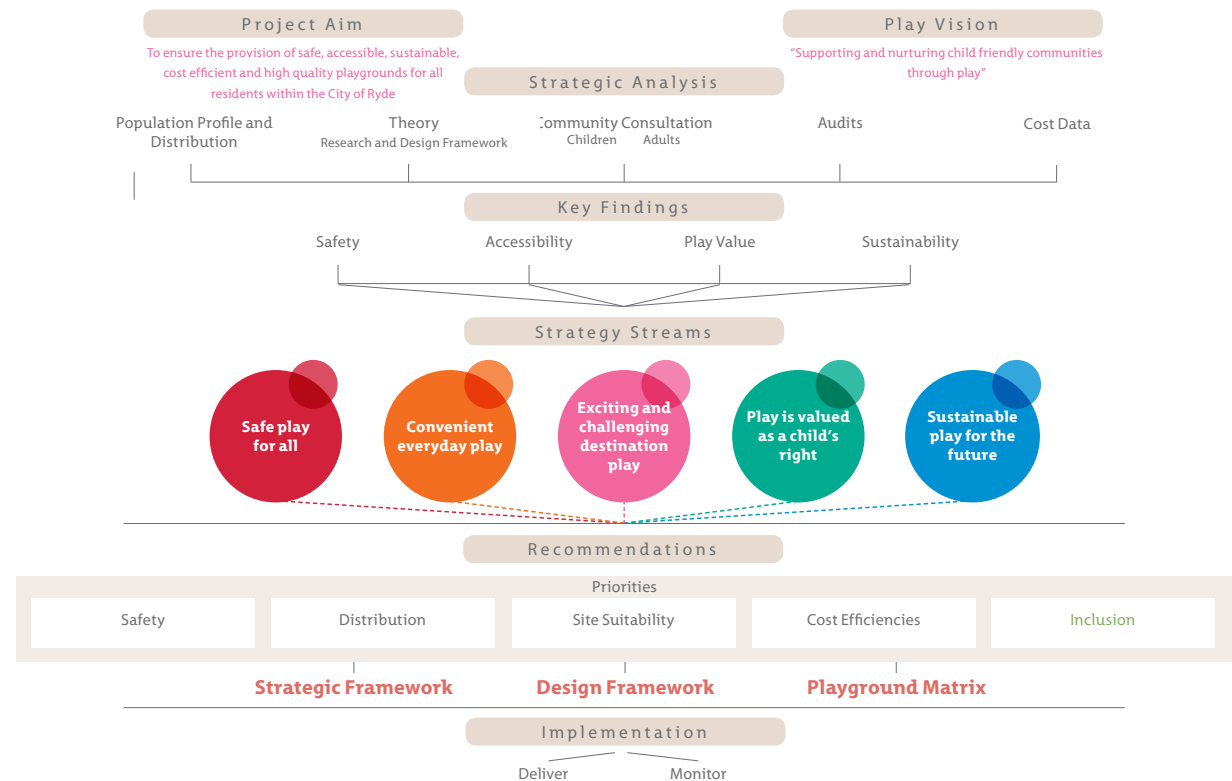 Project Aim
Play Vision
To ensure the provision of safe, accessible, sustainable,
cost efficient and high quality playgrounds for all
residents within the City of Ryde
“Supporting and nurturing child friendly communities
through play”
Strategic Analysis
Population Profile and
Distribution
Theory
Research and Design Framework
Community Consultation
Children Adults
Audits
Cost Data
Key Findings
Safety
Accessibility
Play Value
Sustainability
Strategy Streams
Safe play
for all
Convenient
everyday play
Exciting and
challenging
destination
play
Play is valued
as a child’s
right
Sustainable
play for the
future
Recommendations
Priorities
Safety
Distribution
Site Suitability
Cost Efficiencies
Inclusion
Strategic Framework
Design Framework
Playground Matrix
Implementation
Deliver
Monitor